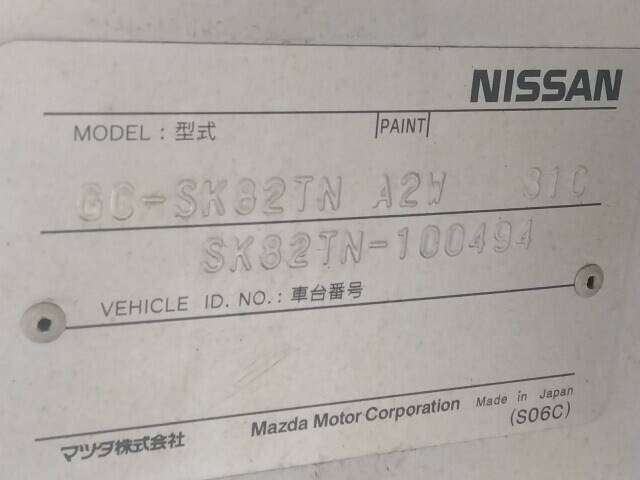 NISSAN
MODEL : 型式 PAINT
GC-SK82TN A2W 31C
SK82TN-100494
VEHICLE ID. NO. : 車台番号
マツダ株式会社 Mazda Motor Corporation Made in Japan
(S06C)